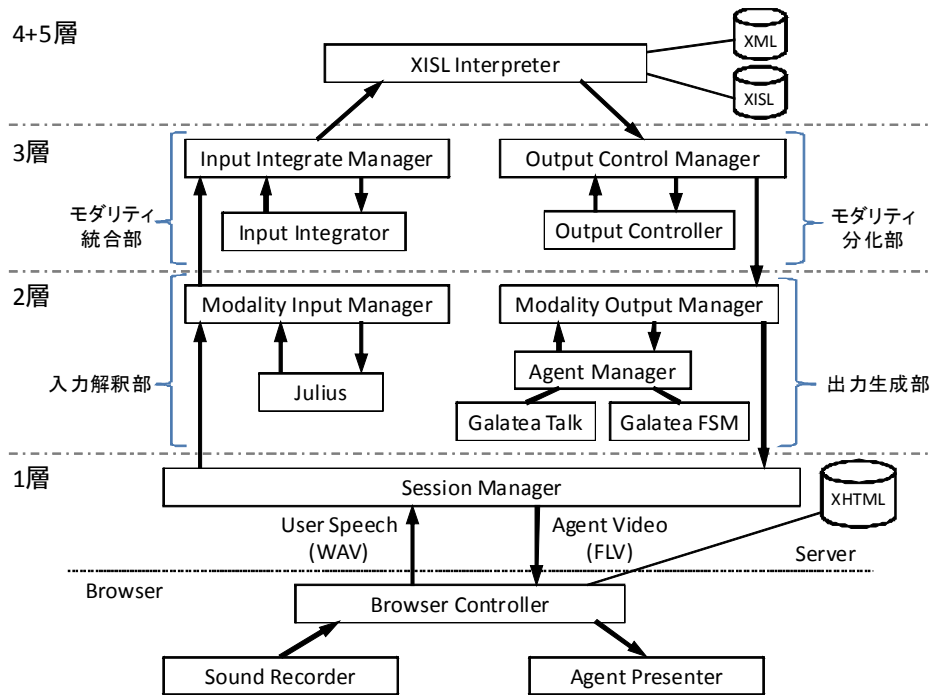 4+5層
XML
XISL Interpreter
XISL
3層
Input Integrate Manager
Output Control Manager
モダリティ
統合部
Input Integrator
Output Controller
モダリティ
分化部
2層
Modality Input Manager
Modality Output Manager
入力解釈部
Julius
Agent Manager
出力生成部
Galatea Talk
Galatea FSM
1層
Session Manager
XHTML
User Speech
(WAV)
Agent Video
(FLV)
Server
Browser
Browser Controller
Sound Recorder
Agent Presenter